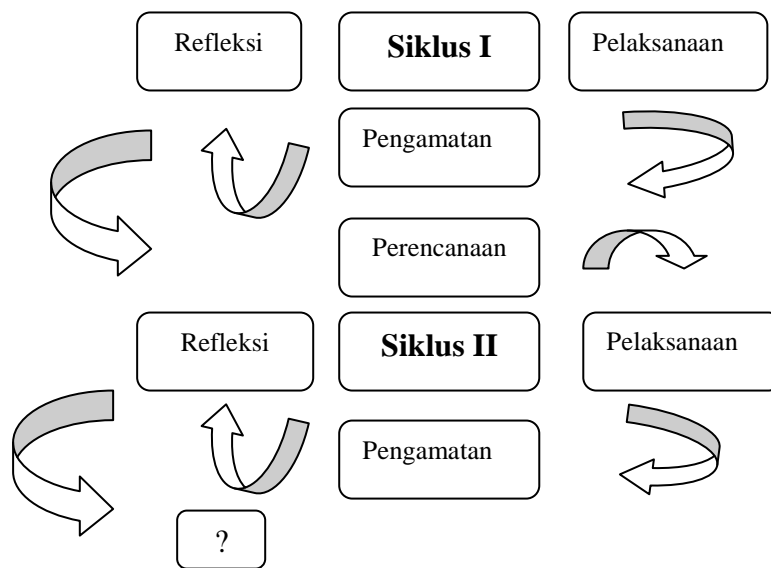 Refleksi
Siklus I
Pelaksanaan
Pengamatan
Perencanaan
Refleksi
Siklus II
Pelaksanaan
Pengamatan
?